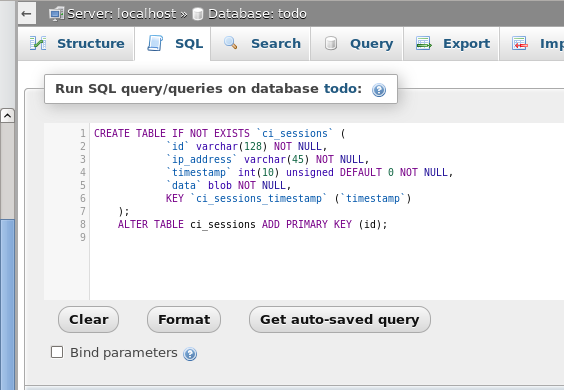 ← Server: localhost » Database: todo
Structure SQL Search Query Export Imp
Run SQL query/queries on database todo:
1 CREATE TABLE IF NOT EXISTS `ci_sessions` (
2 `id` varchar(128) NOT NULL,
3 `ip_address` varchar(45) NOT NULL,
4 `timestamp` int(10) unsigned DEFAULT 0 NOT NULL,
5 `data` blob NOT NULL,
6 KEY `ci_sessions_timestamp` (`timestamp`)
7 );
8 ALTER TABLE ci_sessions ADD PRIMARY KEY (id);
9
Clear Format Get auto-saved query
Bind parameters